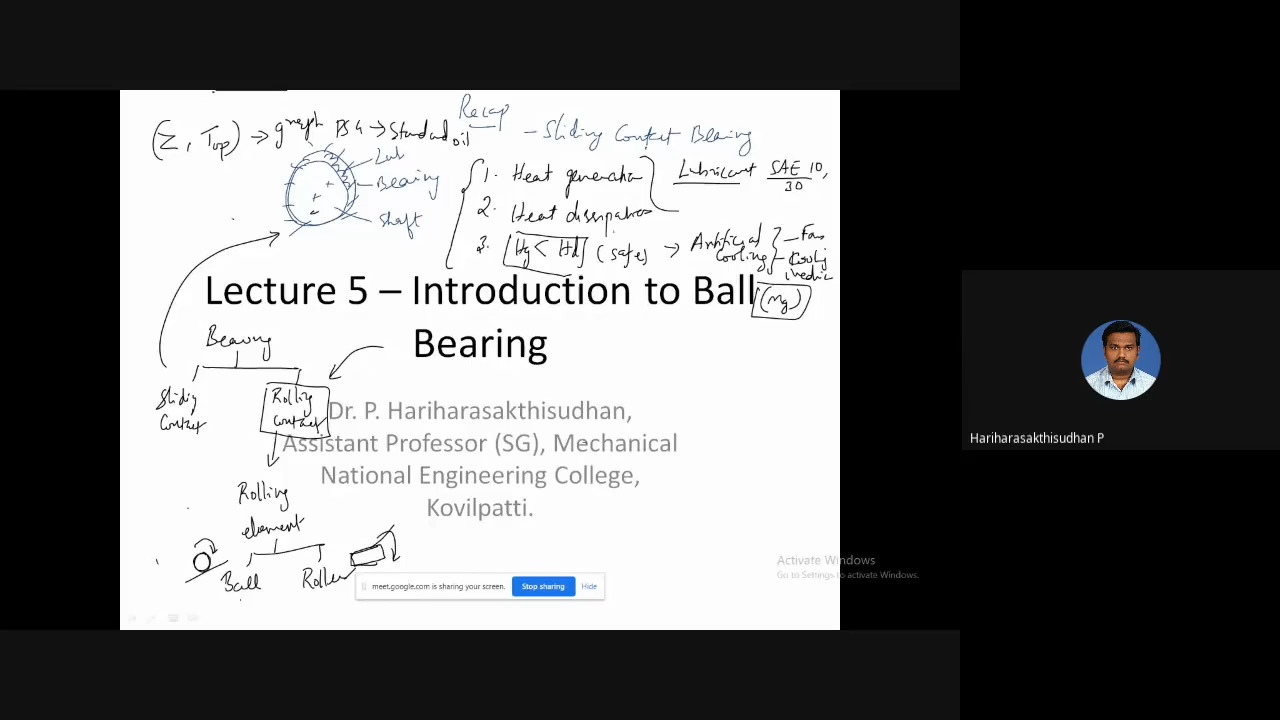 Recap
(Z, Top) => graph PSG -> Standard oil
- Sliding Contact Bearing
Lub
Bearing
Shaft
1. Heat generation
2. Heat dissipation
3. Hg < Hd (safe) -> Artificial cooling
Lubricant SAE 10,
30
- Fan
- Cooling medium
(Mg)
Lecture 5 – Introduction to Ball
Bearing
Bearing
Sliding
Contact
Rolling
contact
Dr. P. Hariharasakthisudhan,
Assistant Professor (SG), Mechanical
National Engineering College,
Kovilpatti.
Rolling
element
Ball
Roller
meet.google.com is sharing your screen. Stop sharing Hide
Activate Windows
Go to Settings to activate Windows.
Hariharasakthisudhan P